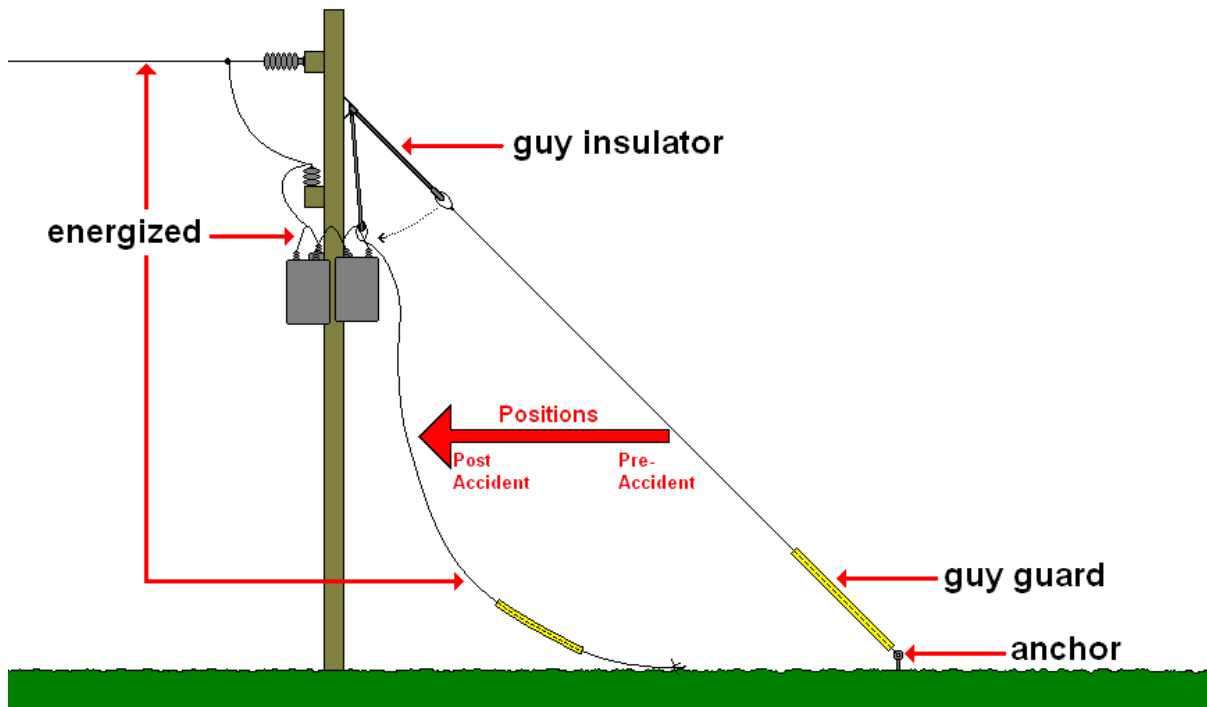 guy insulator
energized
Positions
Post
Accident
Pre-
Accident
guy guard
anchor